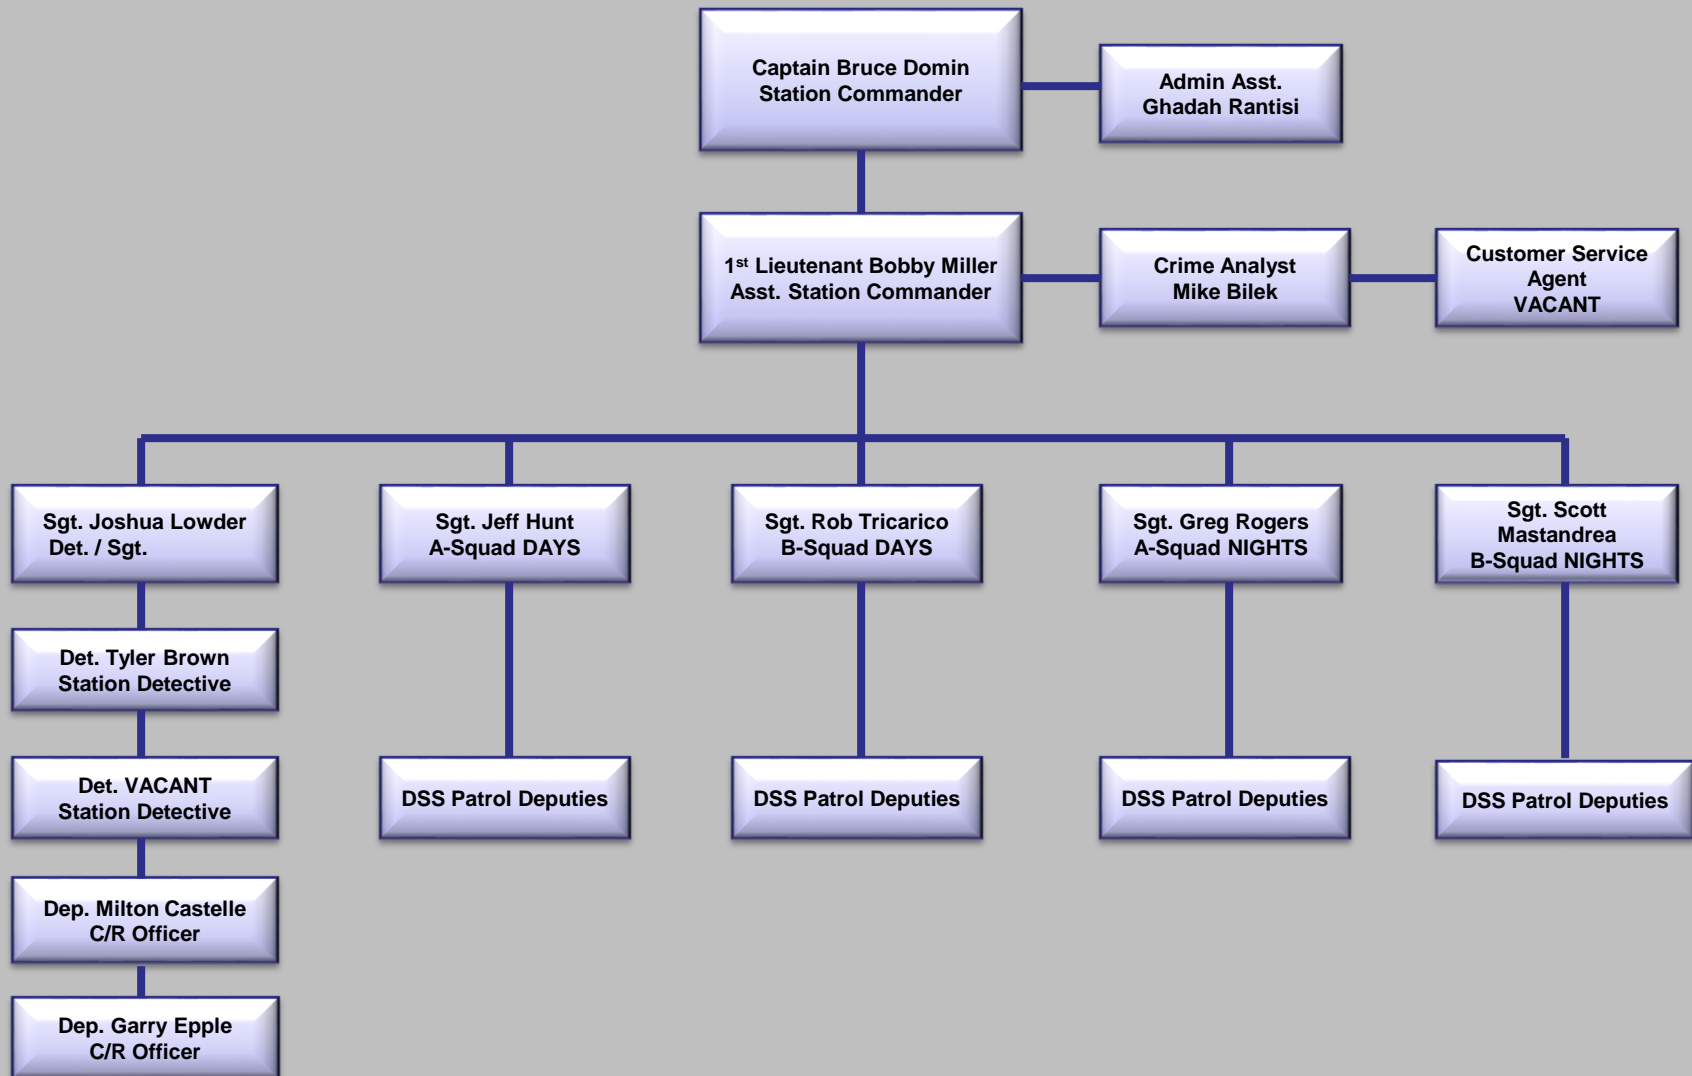 Captain Bruce Domin
Station Commander
Admin Asst.
Ghadah Rantisi
1st Lieutenant Bobby Miller
Asst. Station Commander
Crime Analyst
Mike Bilek
Customer Service
Agent
VACANT
Sgt. Joshua Lowder
Det. / Sgt.
Sgt. Jeff Hunt
A-Squad DAYS
Sgt. Rob Tricarico
B-Squad DAYS
Sgt. Greg Rogers
A-Squad NIGHTS
Sgt. Scott
Mastandrea
B-Squad NIGHTS
Det. Tyler Brown
Station Detective
Det. VACANT
Station Detective
DSS Patrol Deputies
DSS Patrol Deputies
DSS Patrol Deputies
DSS Patrol Deputies
Dep. Milton Castelle
C/R Officer
Dep. Garry Epple
C/R Officer